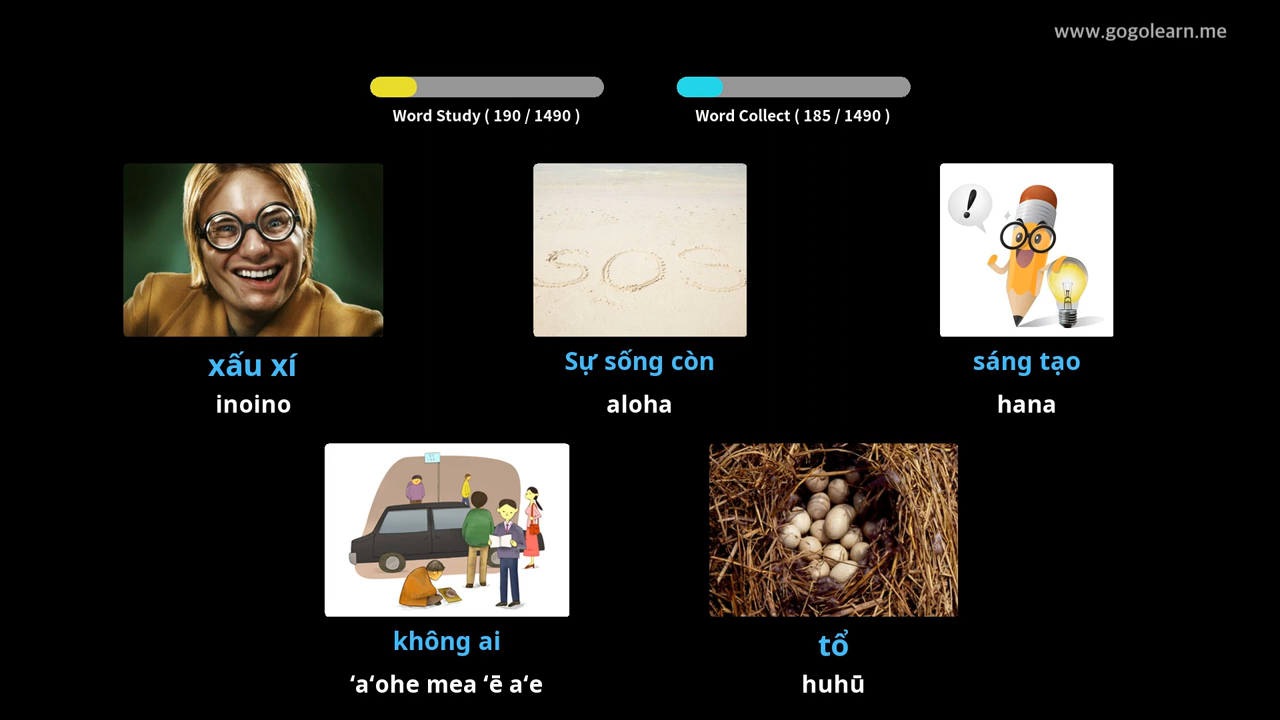 www.gogolearn.me
Word Study ( 190 / 1490 )
Word Collect ( 185 / 1490 )
SOS
xấu xí
inoino
Sự sống còn
aloha
sáng tạo
hana
!
không ai
ʻaʻohe mea ʻē aʻe
tổ
huhū